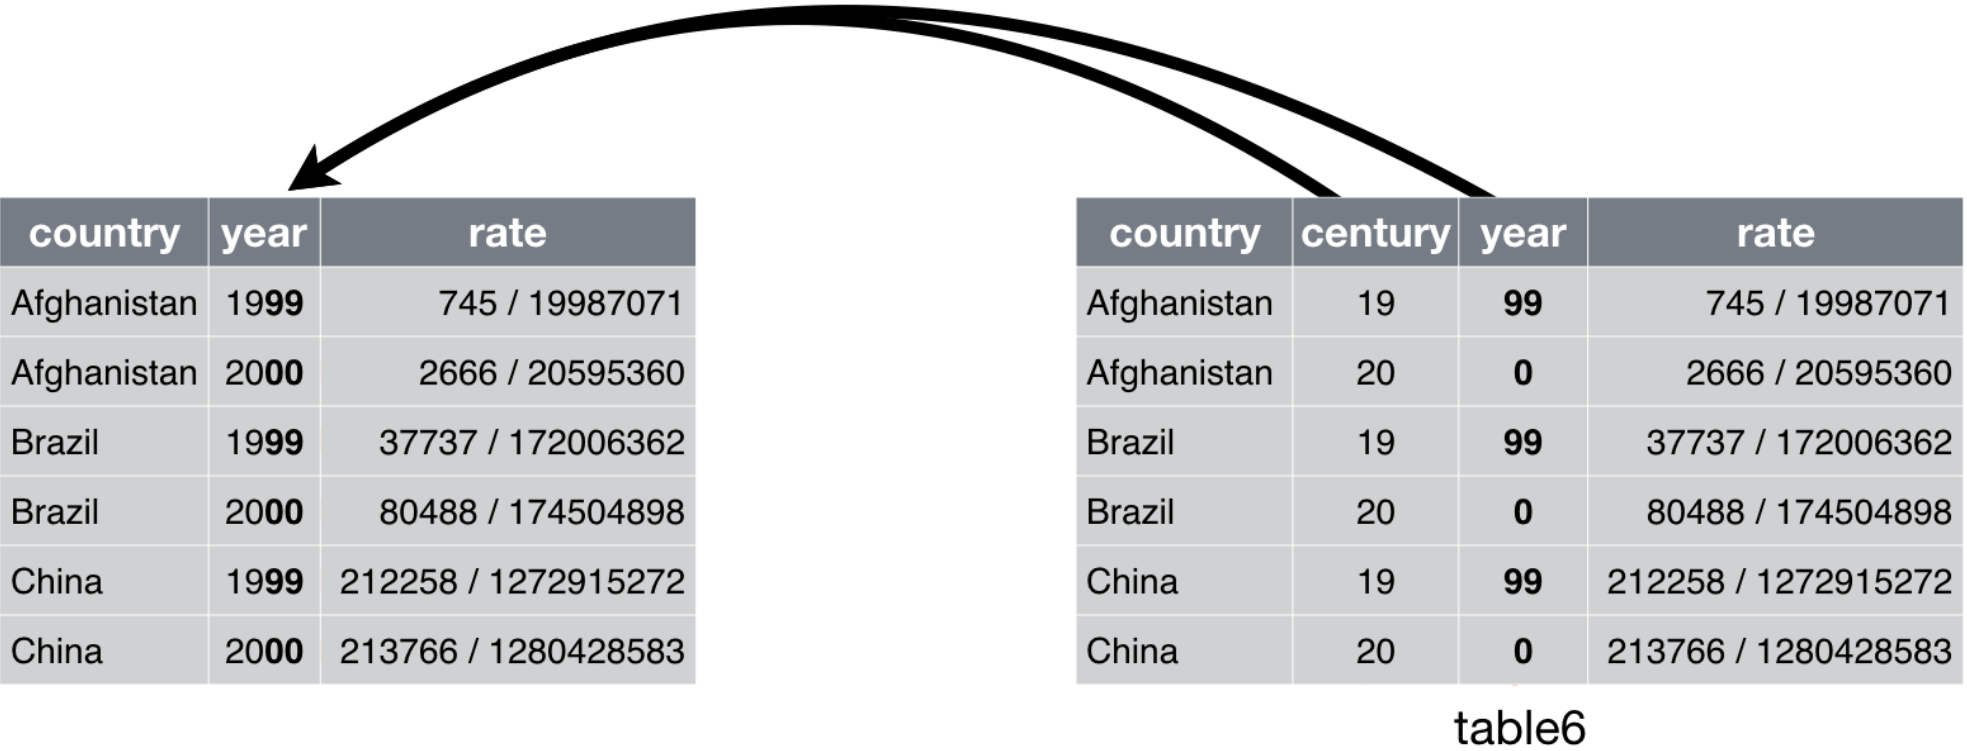 country year rate
Afghanistan 1999 745 / 19987071
Afghanistan 2000 2666 / 20595360
Brazil 1999 37737 / 172006362
Brazil 2000 80488 / 174504898
China 1999 212258 / 1272915272
China 2000 213766 / 1280428583
country century year rate
Afghanistan 19 99 745 / 19987071
Afghanistan 20 0 2666 / 20595360
Brazil 19 99 37737 / 172006362
Brazil 20 0 80488 / 174504898
China 19 99 212258 / 1272915272
China 20 0 213766 / 1280428583
table6